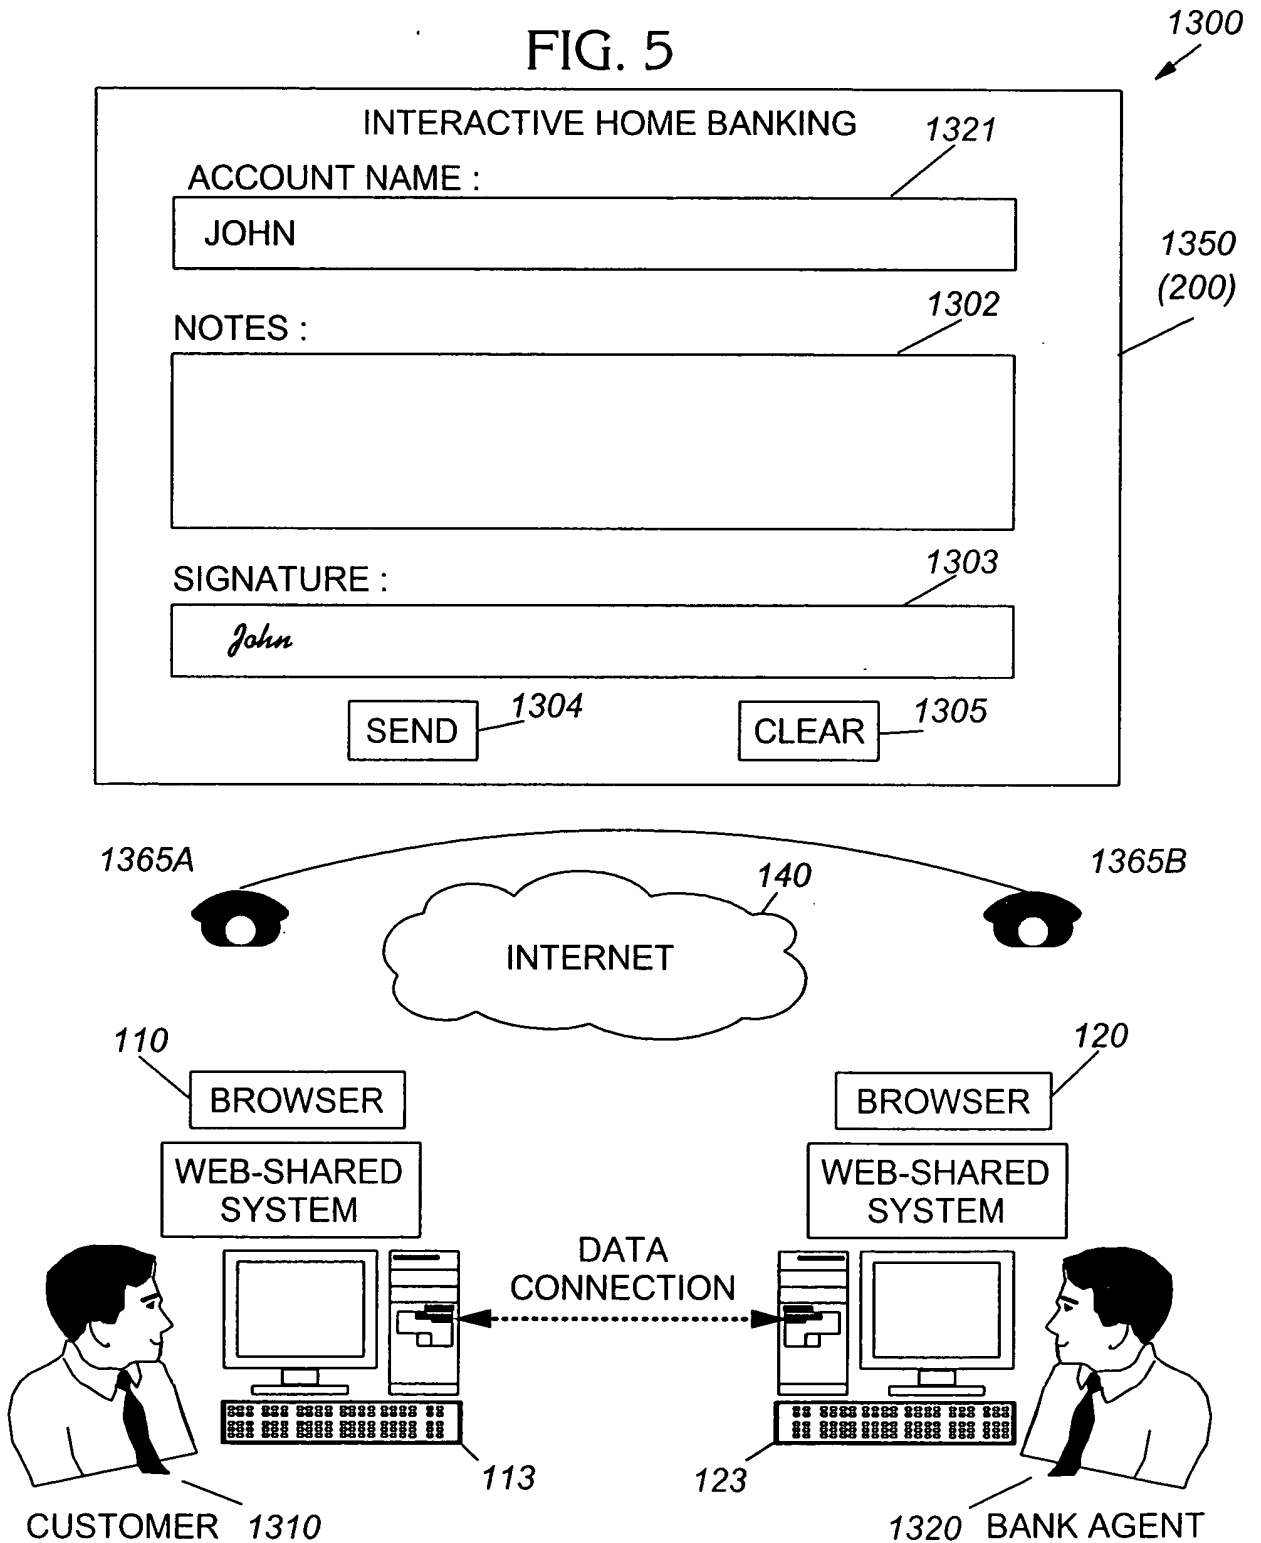 FIG. 5
1300
INTERACTIVE HOME BANKING
1321
ACCOUNT NAME :
JOHN
1350
(200)
1302
NOTES :
1303
SIGNATURE :
John
SEND
1304
CLEAR
1305
1365A
1365B
140
INTERNET
110
120
BROWSER
BROWSER
WEB-SHARED
SYSTEM
WEB-SHARED
SYSTEM
DATA
CONNECTION
113
123
CUSTOMER 1310
1320 BANK AGENT